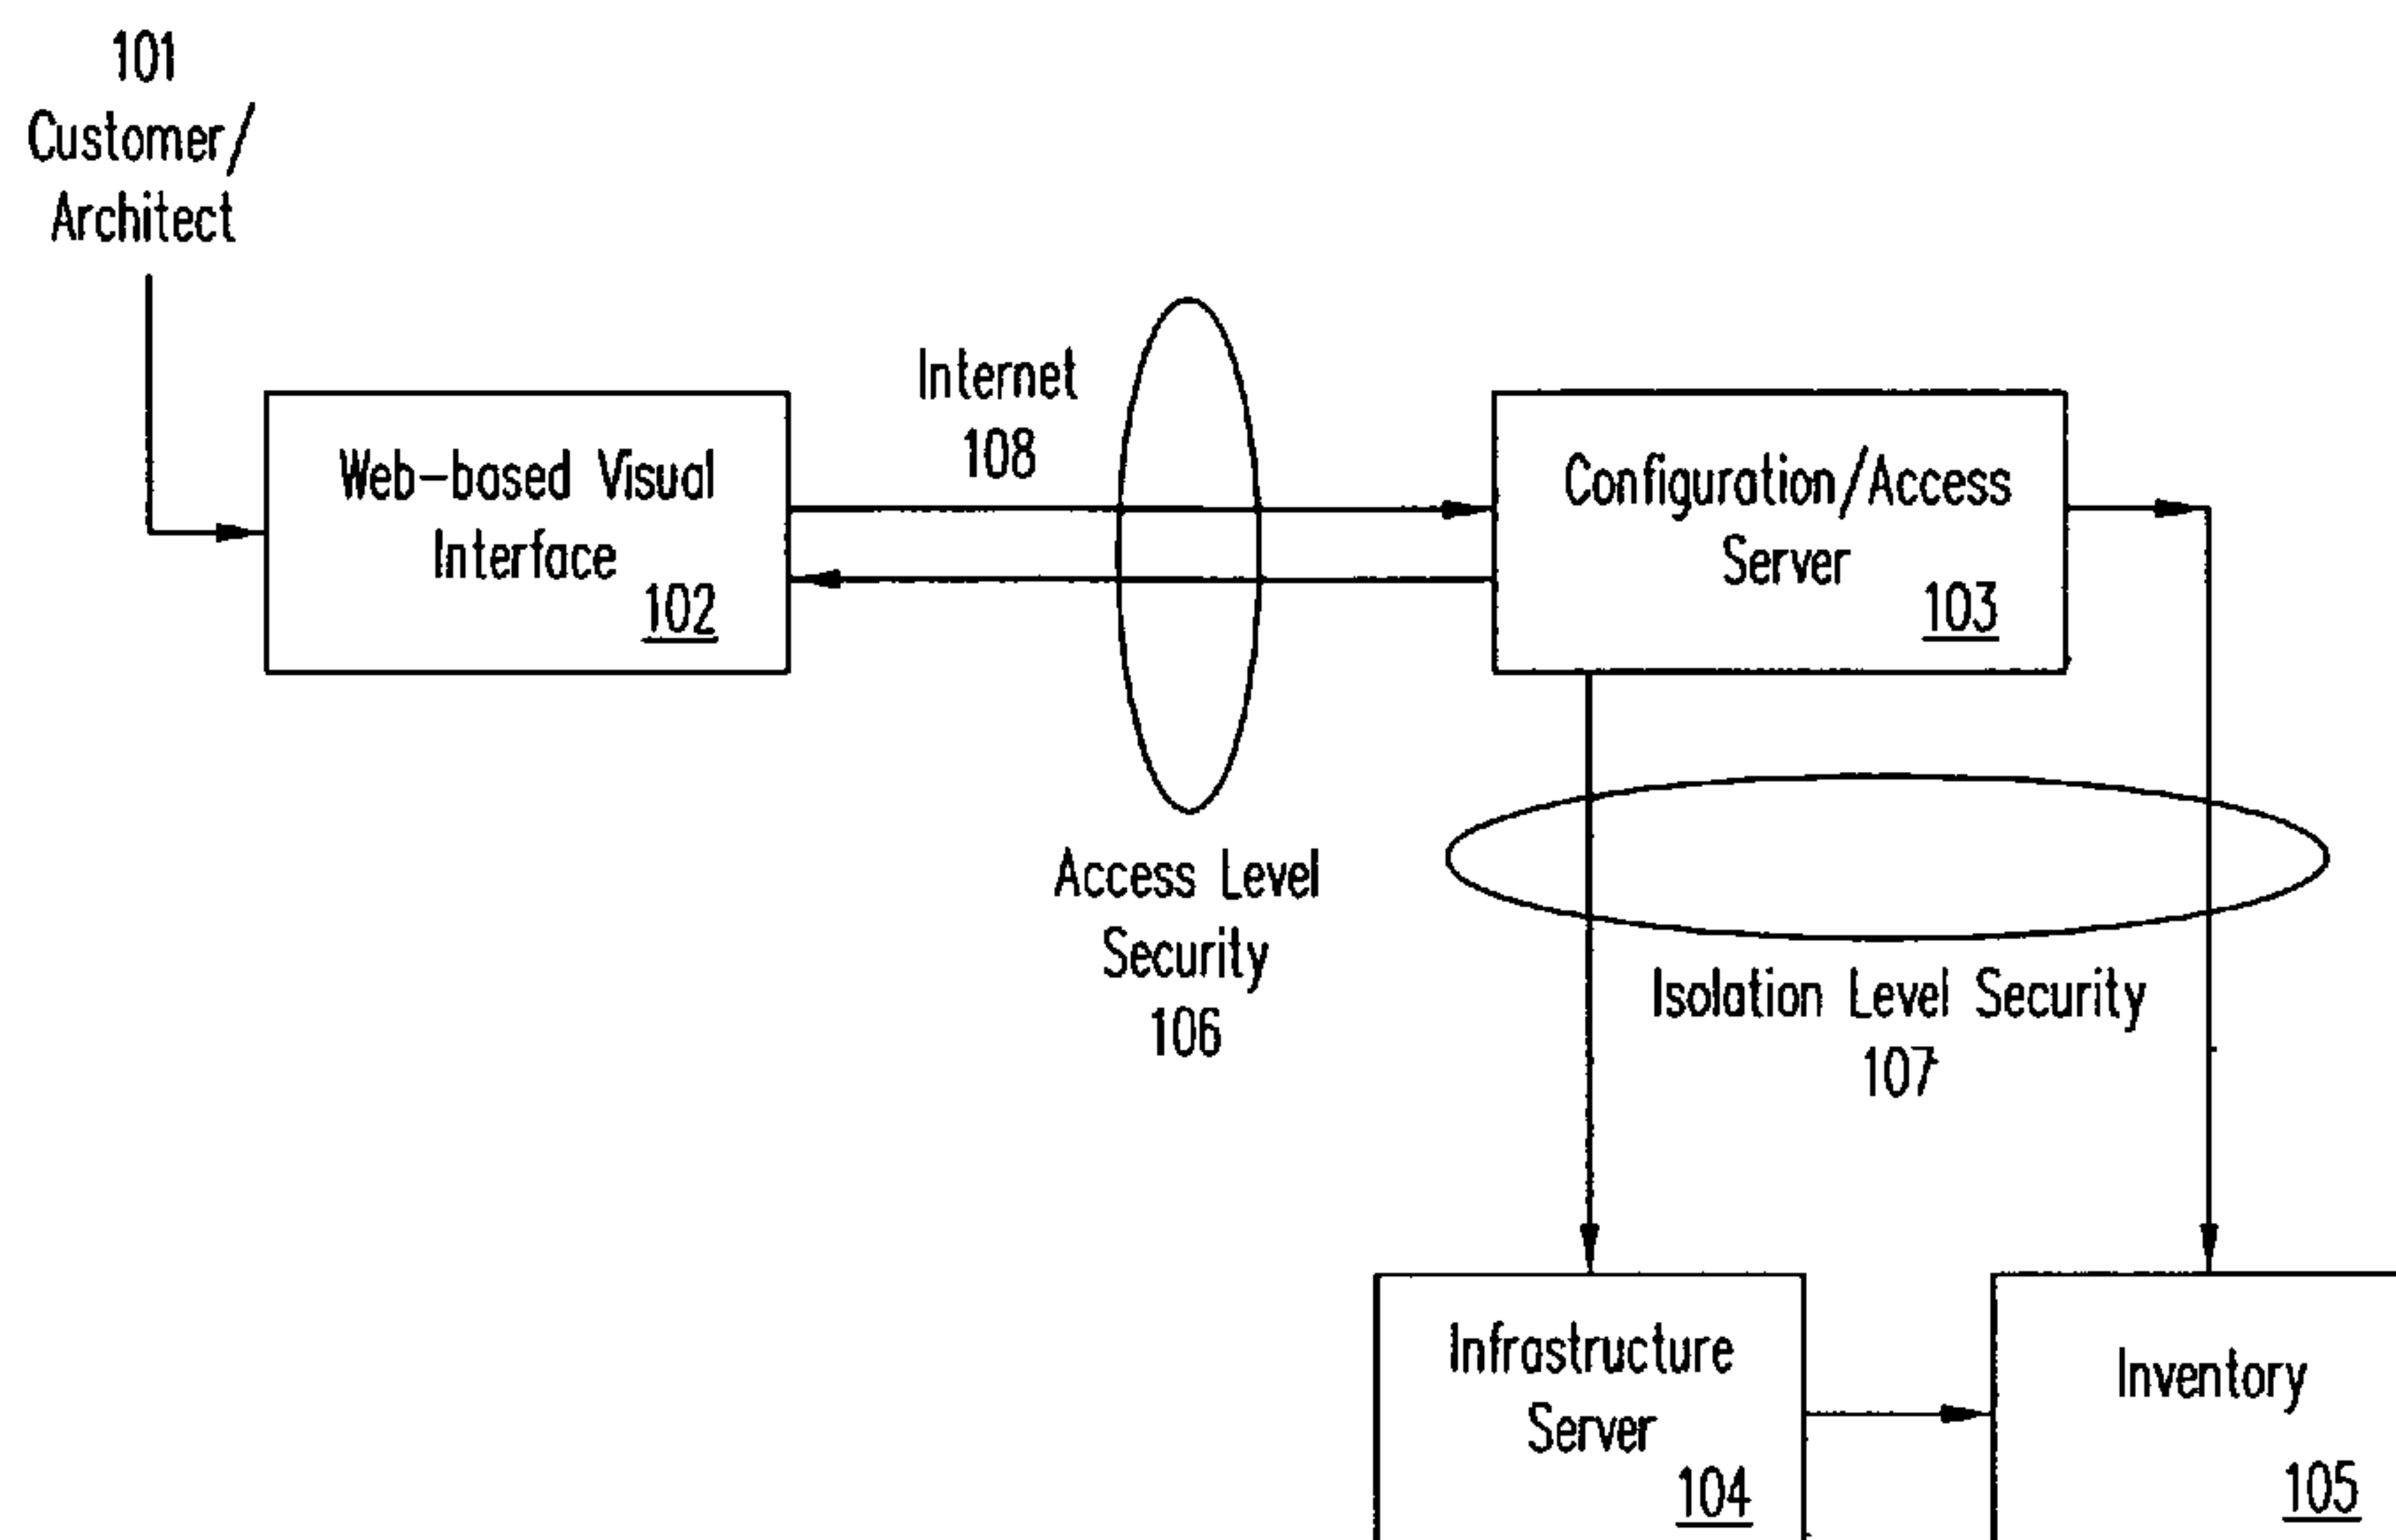 101
Customer/
Architect
Internet
108
Web-based Visual
Interface
102
Configuration/Access
Server
103
Access Level
Security
106
Isolation Level Security
107
Infrastructure
Server
104
Inventory
105